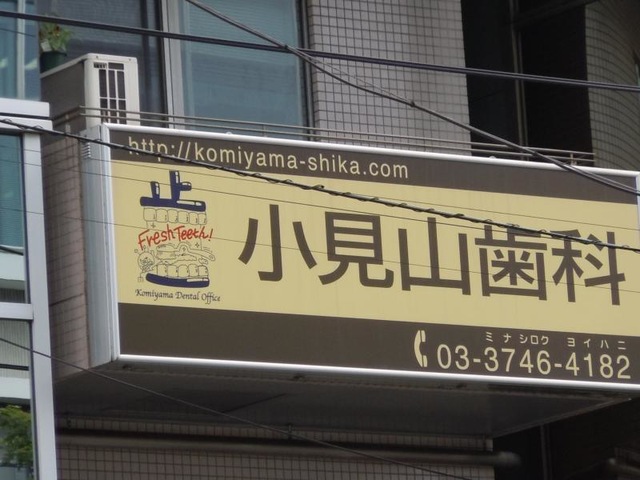 http://komiyama-shika.com
Fresh Teeth!
Komiyama Dental Office
小見山歯科
ミナシロク ヨイハニ
03-3746-4182